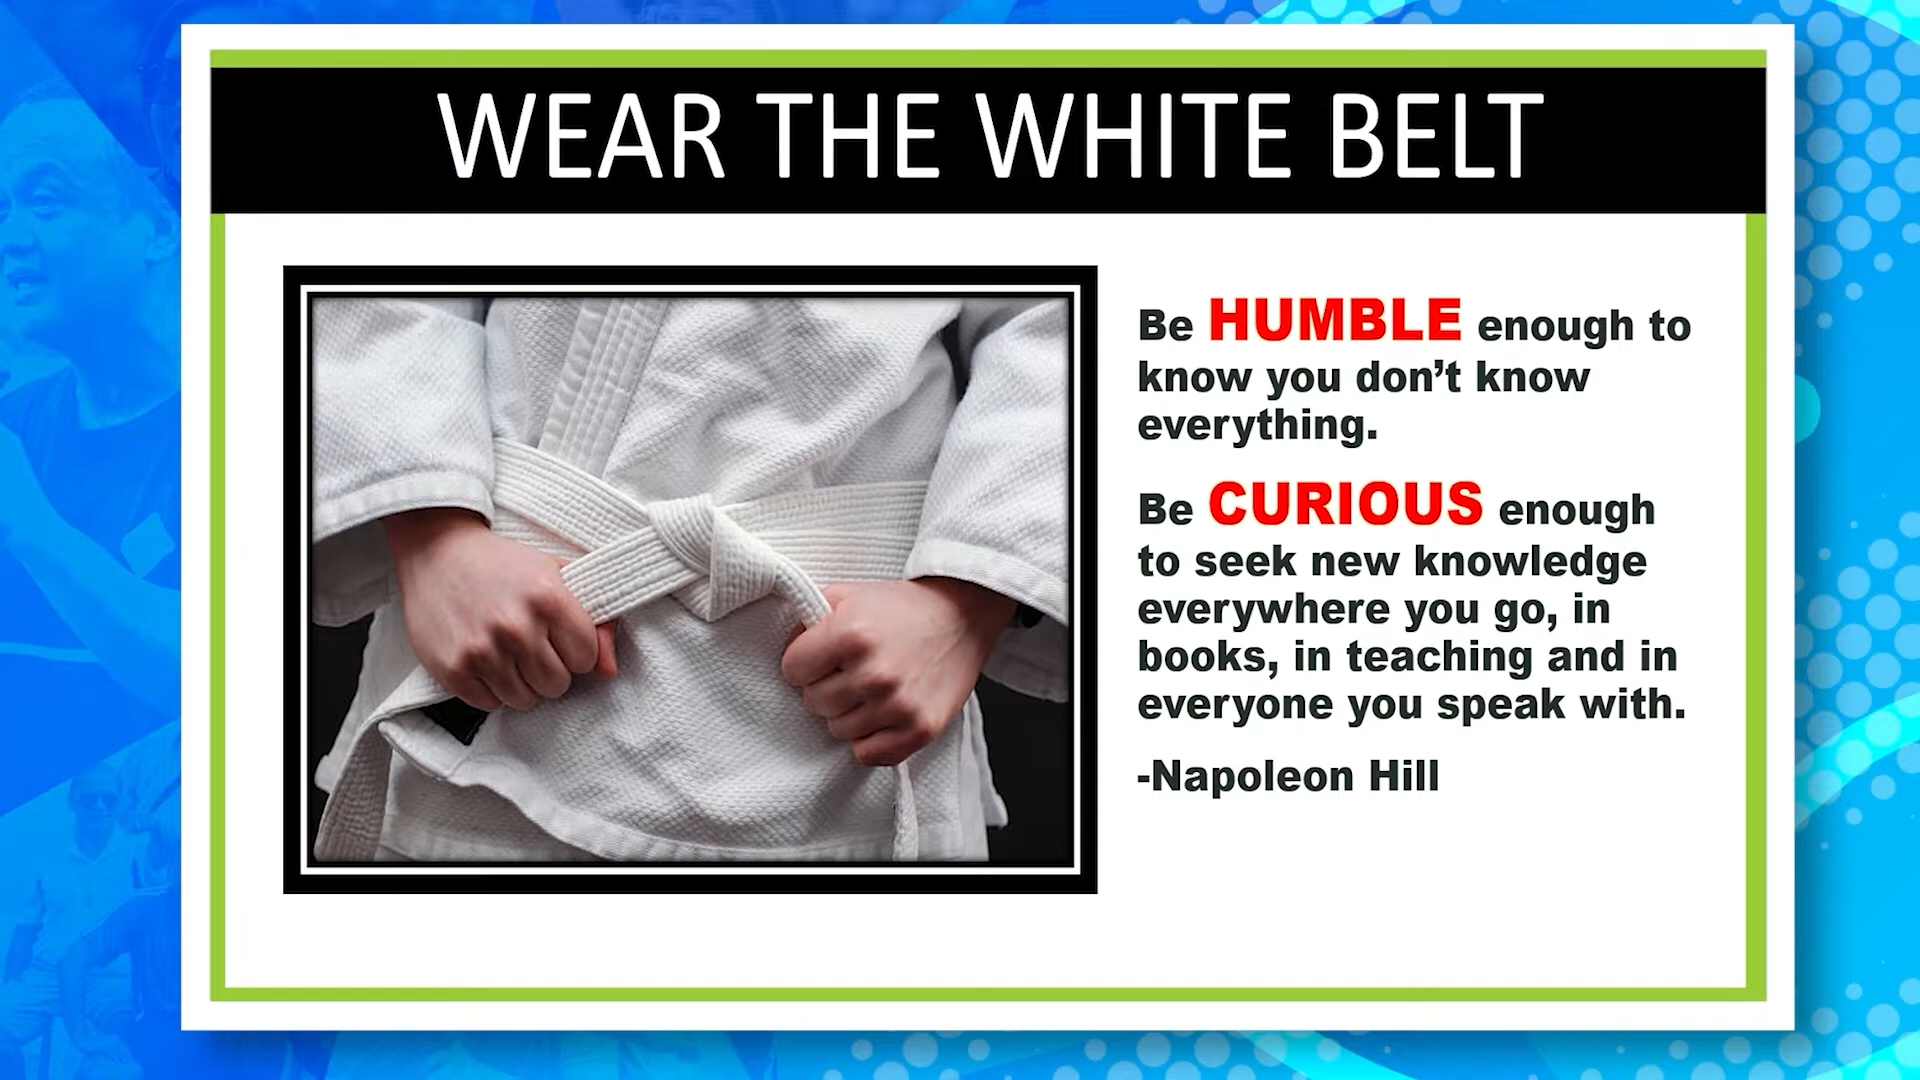 WEAR THE WHITE BELT
Be HUMBLE enough to
know you don’t know
everything.
Be CURIOUS enough
to seek new knowledge
everywhere you go, in
books, in teaching and in
everyone you speak with.
-Napoleon Hill